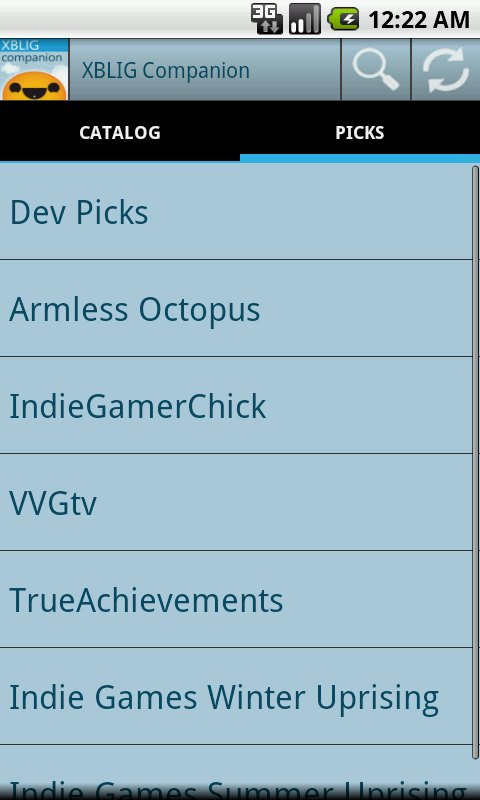 3G
12:22 AM
XBLIG
companion
XBLIG Companion
CATALOG
PICKS
Dev Picks
Armless Octopus
IndieGamerChick
VVGtv
TrueAchievements
Indie Games Winter Uprising
Indie Games Summer Uprising